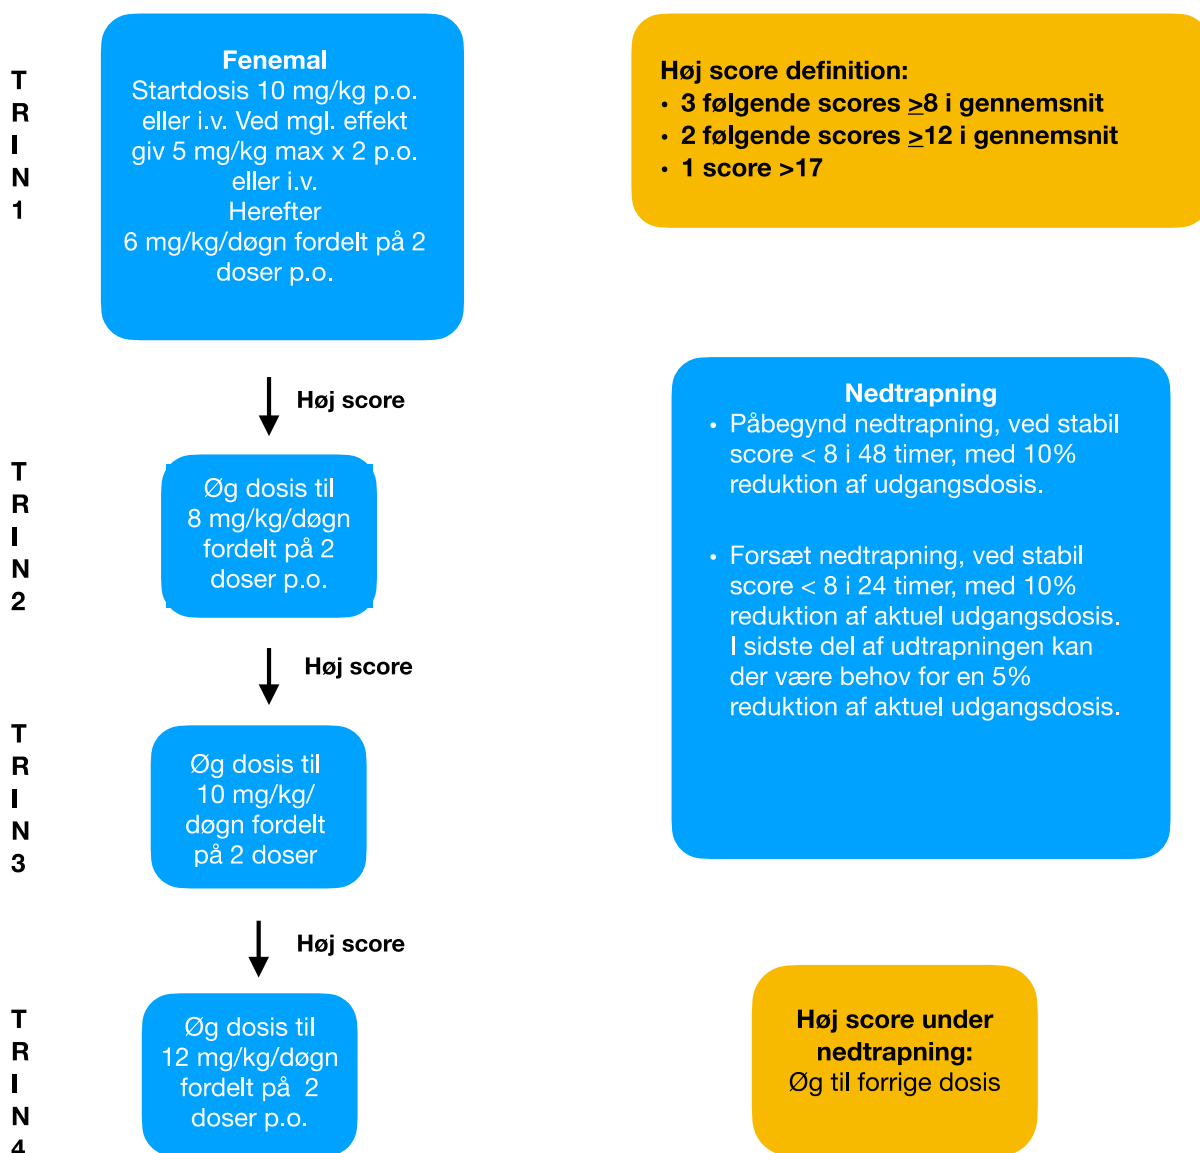 T
R
I
N
1
Fenemal
Startdosis 10 mg/kg p.o.
eller i.v. Ved mgl. effekt
giv 5 mg/kg max x 2 p.o.
eller i.v.
Herefter
6 mg/kg/døgn fordelt på 2
doser p.o.
Høj score definition:
• 3 følgende scores ≥8 i gennemsnit
• 2 følgende scores ≥12 i gennemsnit
• 1 score >17
Høj score
T
R
I
N
2
Øg dosis til
8 mg/kg/døgn
fordelt på 2
doser p.o.
Nedtrapning
• Påbegynd nedtrapning, ved stabil
score < 8 i 48 timer, med 10%
reduktion af udgangsdosis.
• Forsæt nedtrapning, ved stabil
score < 8 i 24 timer, med 10%
reduktion af aktuel udgangsdosis.
I sidste del af udtrapningen kan
der være behov for en 5%
reduktion af aktuel udgangsdosis.
Høj score
T
R
I
N
3
Øg dosis til
10 mg/kg/
døgn fordelt
på 2 doser
Høj score
T
R
I
N
4
Øg dosis til
12 mg/kg/døgn
fordelt på 2
doser p.o.
Høj score under
nedtrapning:
Øg til forrige dosis